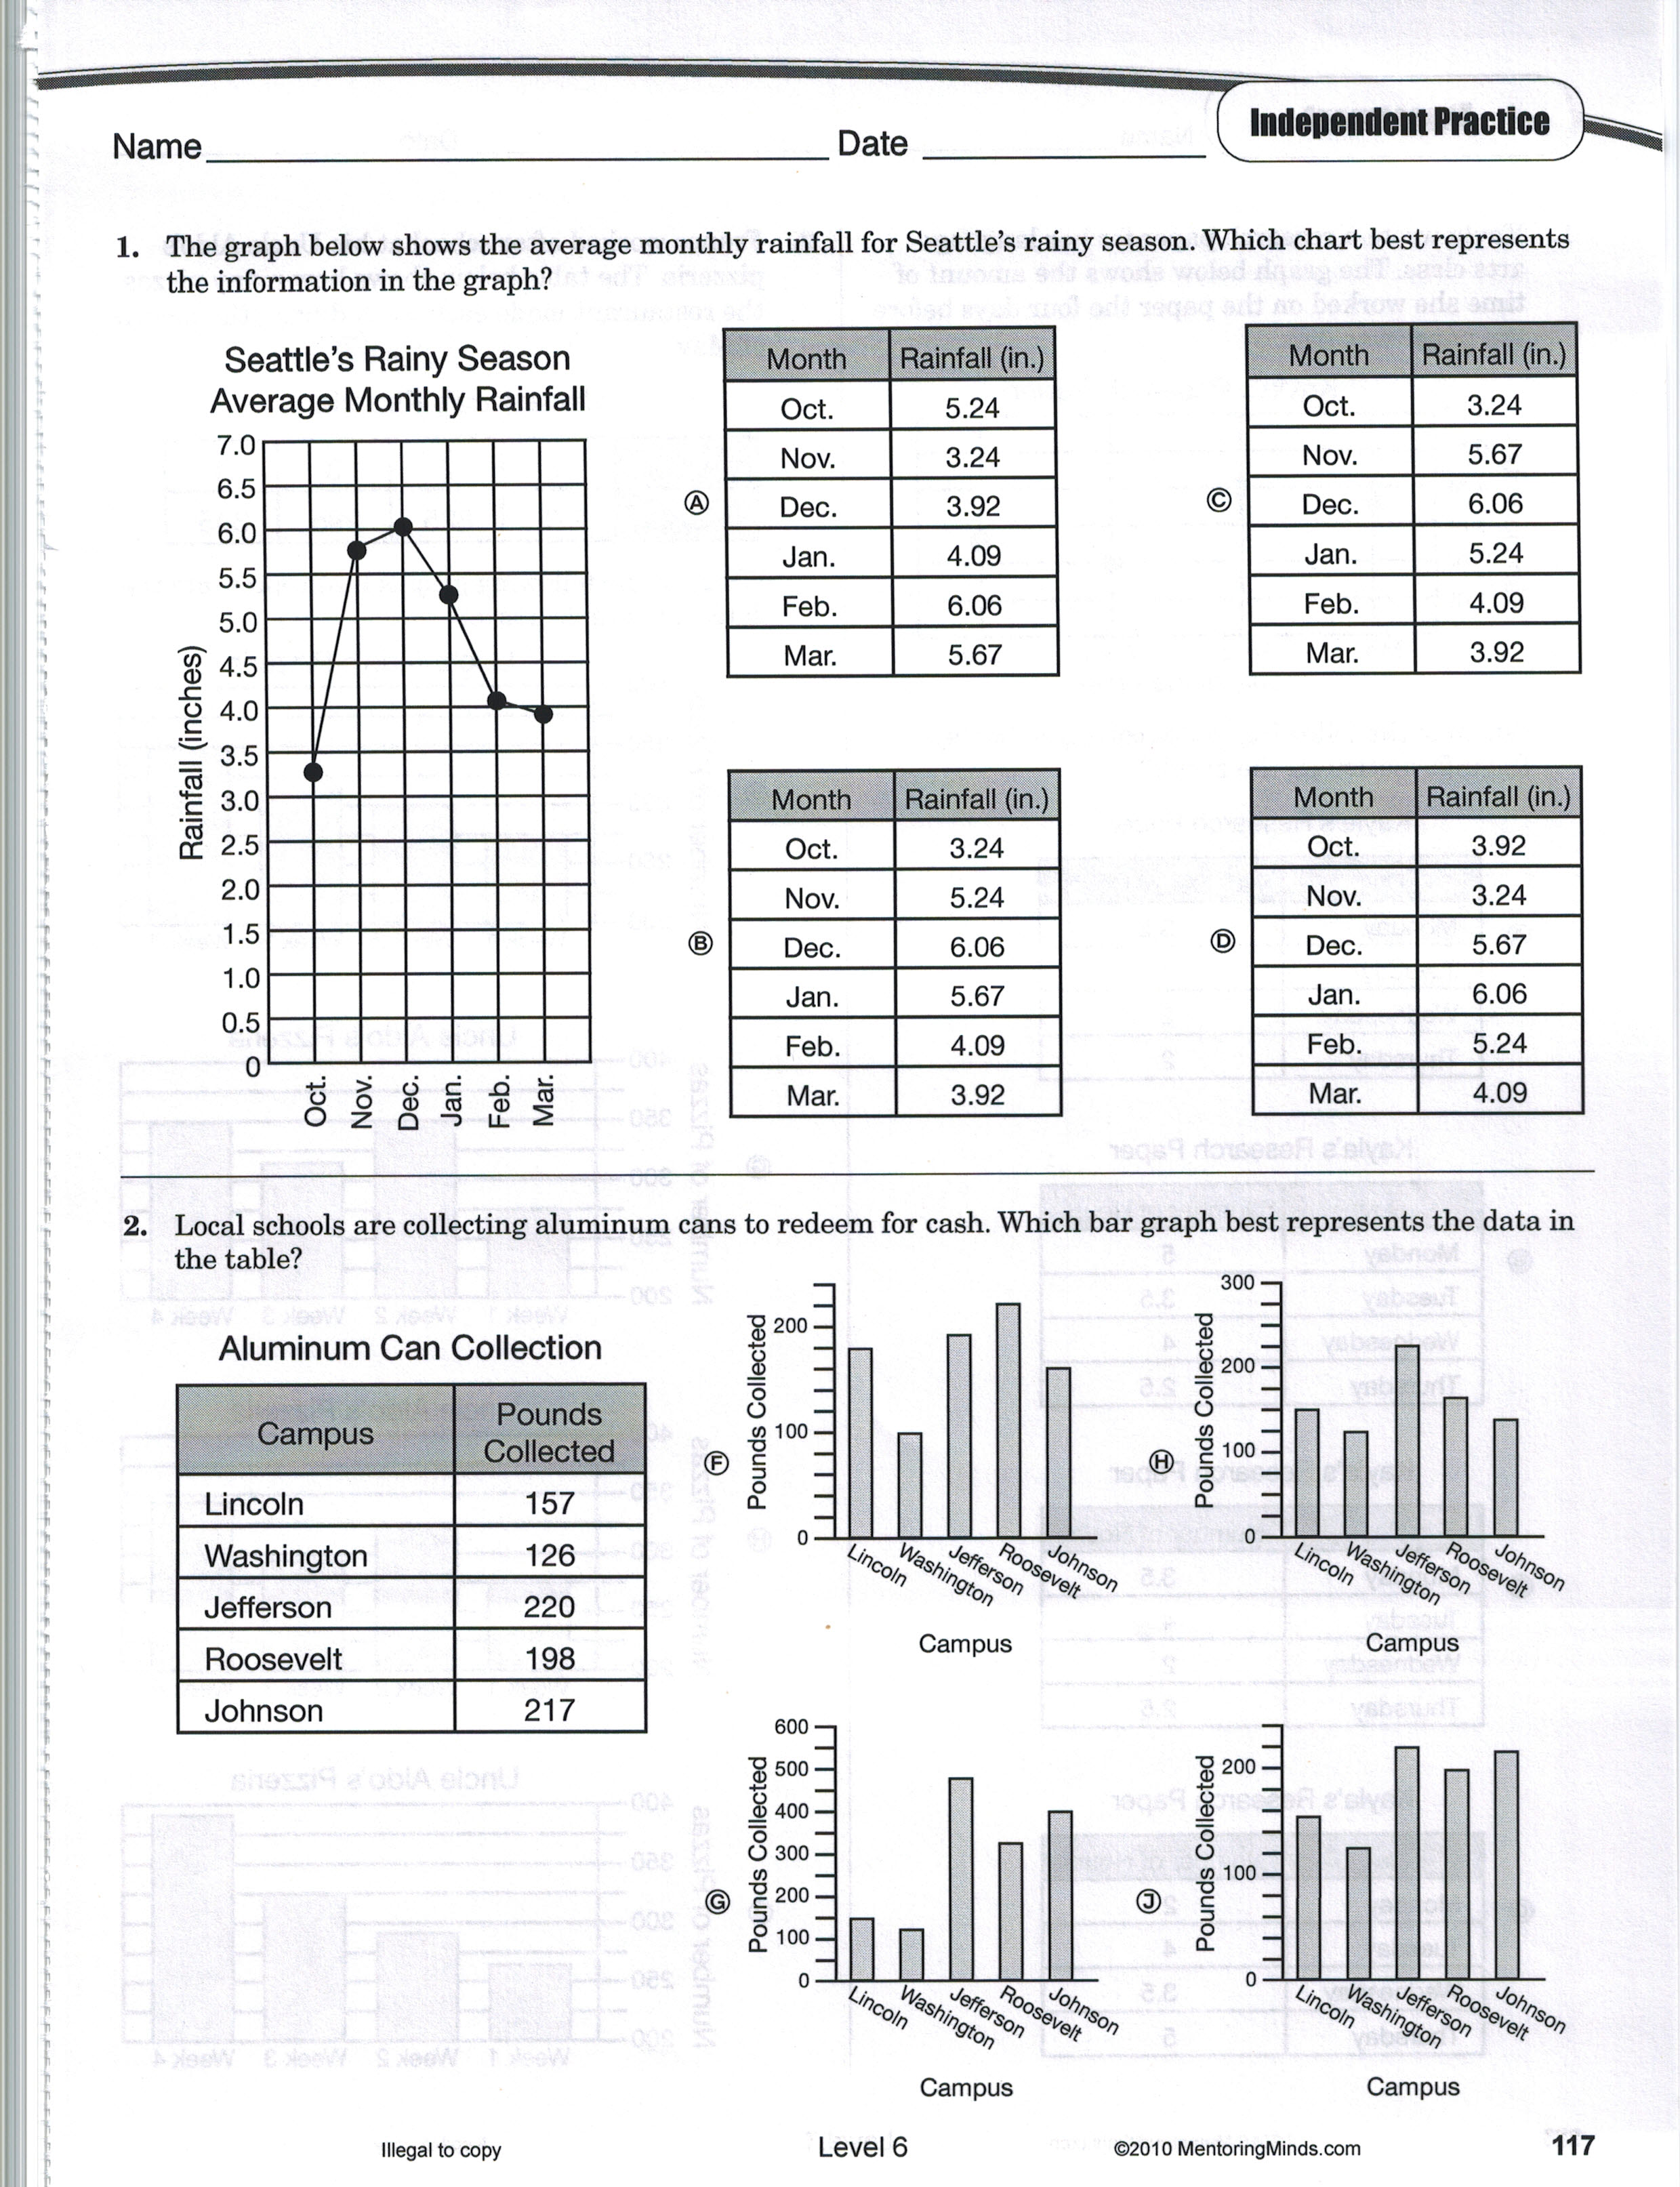 Independent Practice
Name Date
1. The graph below shows the average monthly rainfall for Seattle's rainy season. Which chart best represents
the information in the graph?
Seattle's Rainy Season
Average Monthly Rainfall
7.0
6.5
6.0
5.5
5.0
4.5
4.0
3.5
3.0
2.5
2.0
1.5
1.0
0.5
0
Rainfall (inches)
Oct. Nov. Dec. Jan. Feb. Mar.
A
Month Rainfall (in.)
Oct. 5.24
Nov. 3.24
Dec. 3.92
Jan. 4.09
Feb. 6.06
Mar. 5.67
B
Month Rainfall (in.)
Oct. 3.24
Nov. 5.24
Dec. 6.06
Jan. 5.67
Feb. 4.09
Mar. 3.92
C
Month Rainfall (in.)
Oct. 3.24
Nov. 5.67
Dec. 6.06
Jan. 5.24
Feb. 4.09
Mar. 3.92
D
Month Rainfall (in.)
Oct. 3.92
Nov. 3.24
Dec. 5.67
Jan. 6.06
Feb. 5.24
Mar. 4.09
2. Local schools are collecting aluminum cans to redeem for cash. Which bar graph best represents the data in
the table?
Aluminum Can Collection
Campus Pounds
Collected
Lincoln 157
Washington 126
Jefferson 220
Roosevelt 198
Johnson 217
F
Pounds Collected
200
100
0
Lincoln Washington Jefferson Roosevelt Johnson
Campus
G
Pounds Collected
600
500
400
300
200
100
0
Lincoln Washington Jefferson Roosevelt Johnson
Campus
H
Pounds Collected
300
200
100
0
Lincoln Washington Jefferson Roosevelt Johnson
Campus
J
Pounds Collected
200
100
0
Lincoln Washington Jefferson Roosevelt Johnson
Campus
Illegal to copy Level 6 ©2010 MentoringMinds.com 117